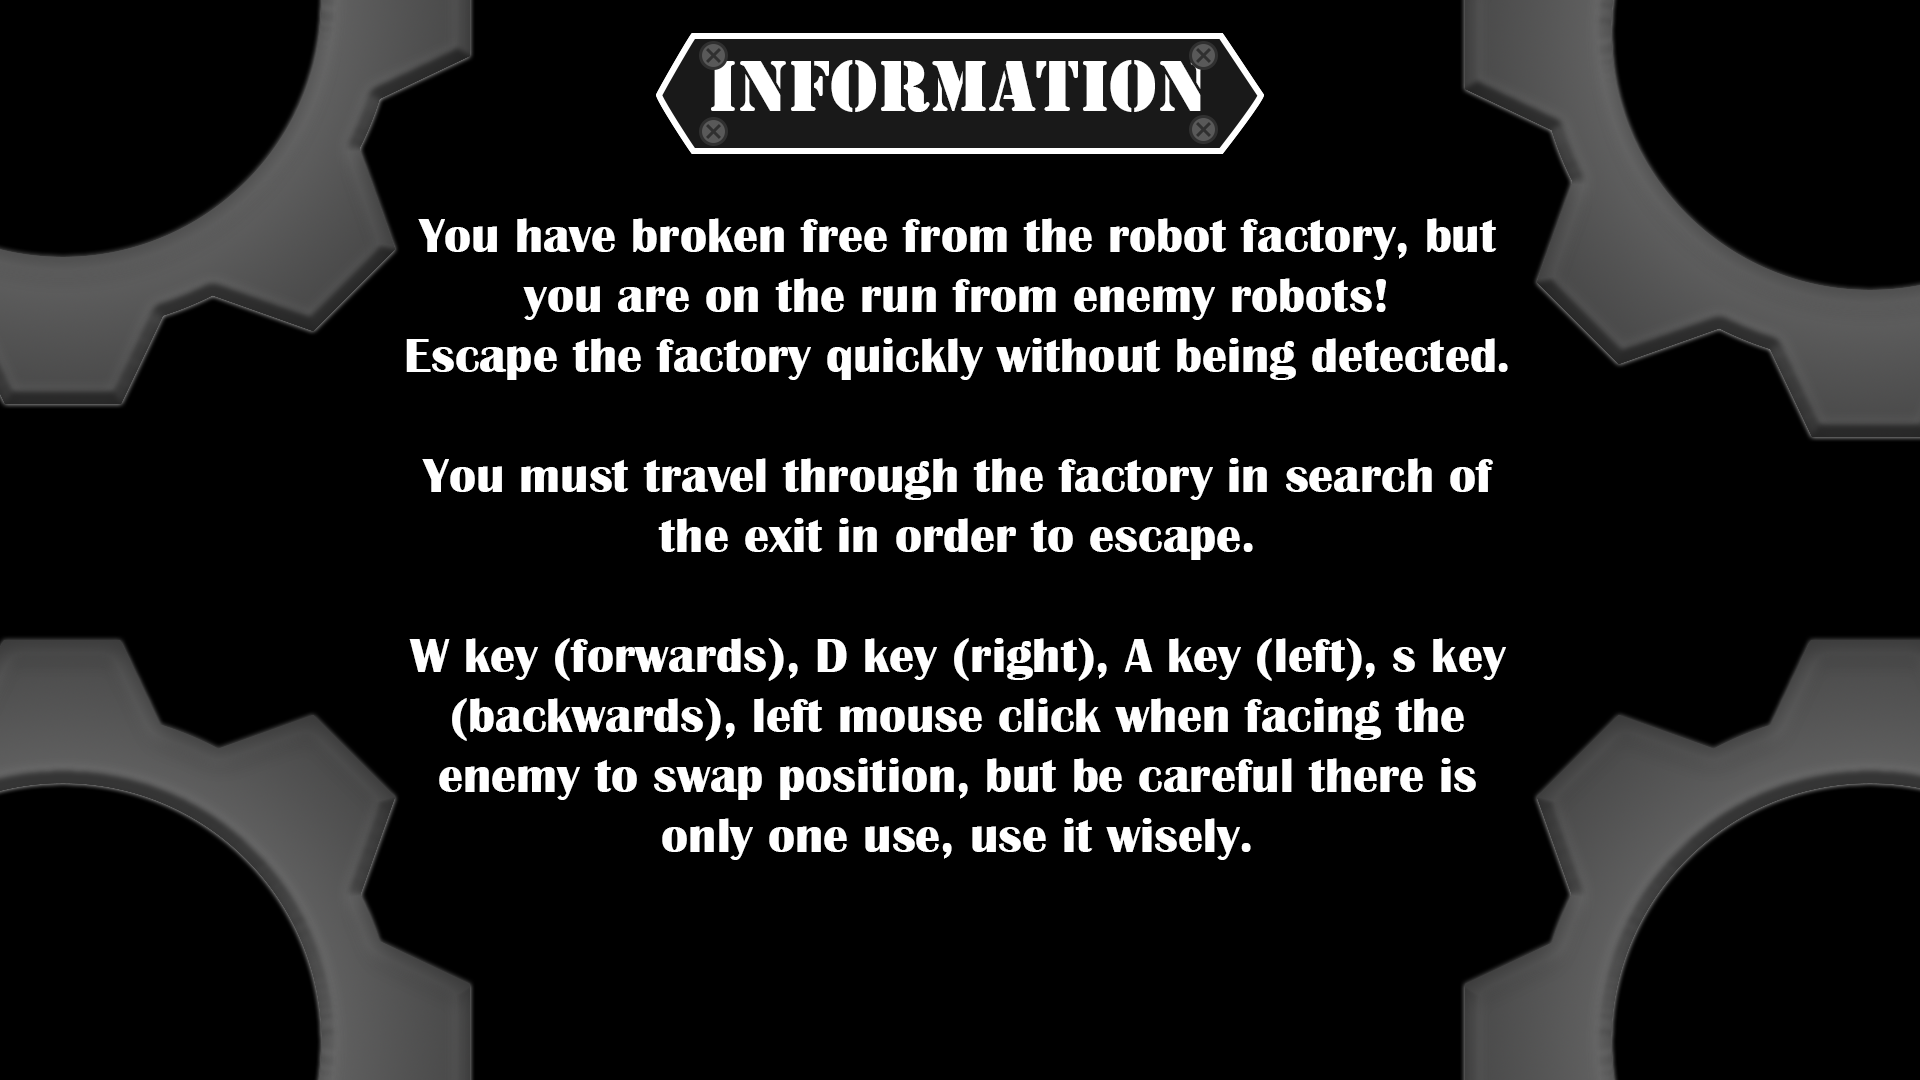 INFORMATION
You have broken free from the robot factory, but
you are on the run from enemy robots!
Escape the factory quickly without being detected.
You must travel through the factory in search of
the exit in order to escape.
W key (forwards), D key (right), A key (left), s key
(backwards), left mouse click when facing the
enemy to swap position, but be careful there is
only one use, use it wisely.